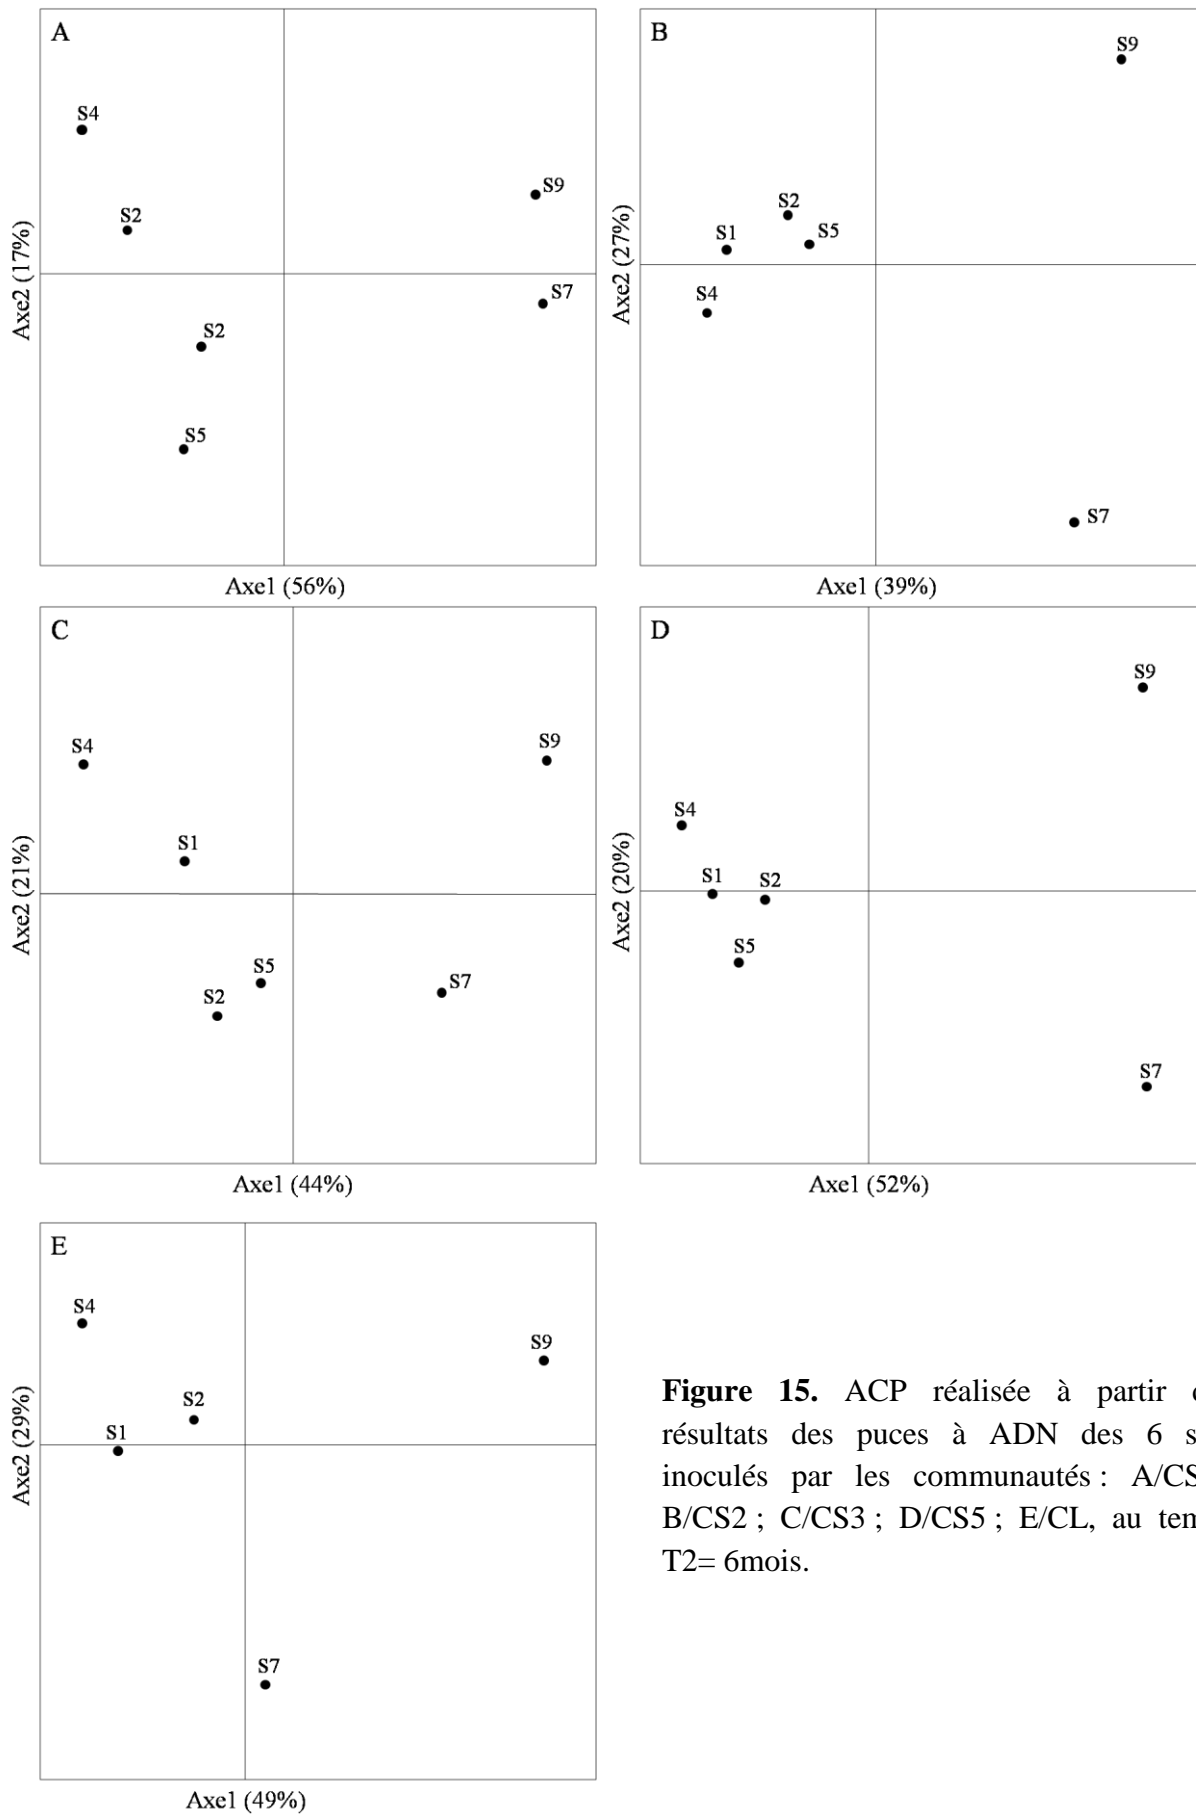 A
S4
S2
S9
S7
S2
S5
Axe2 (17%)
Axe1 (56%)
B
S9
S2
S1
S5
S4
S7
Axe2 (27%)
Axe1 (39%)
C
S4
S9
S1
S5
S2
S7
Axe2 (21%)
Axe1 (44%)
D
S9
S4
S1
S2
S5
S7
Axe2 (20%)
Axe1 (52%)
E
S4
S9
S2
S1
S7
Axe2 (29%)
Axe1 (49%)
Figure 15. ACP réalisée à partir
résultats des puces à ADN des 6
inoculés par les communautés :
B/CS2 ; C/CS3 ; D/CS5 ; E/CL, au
T2= 6mois.